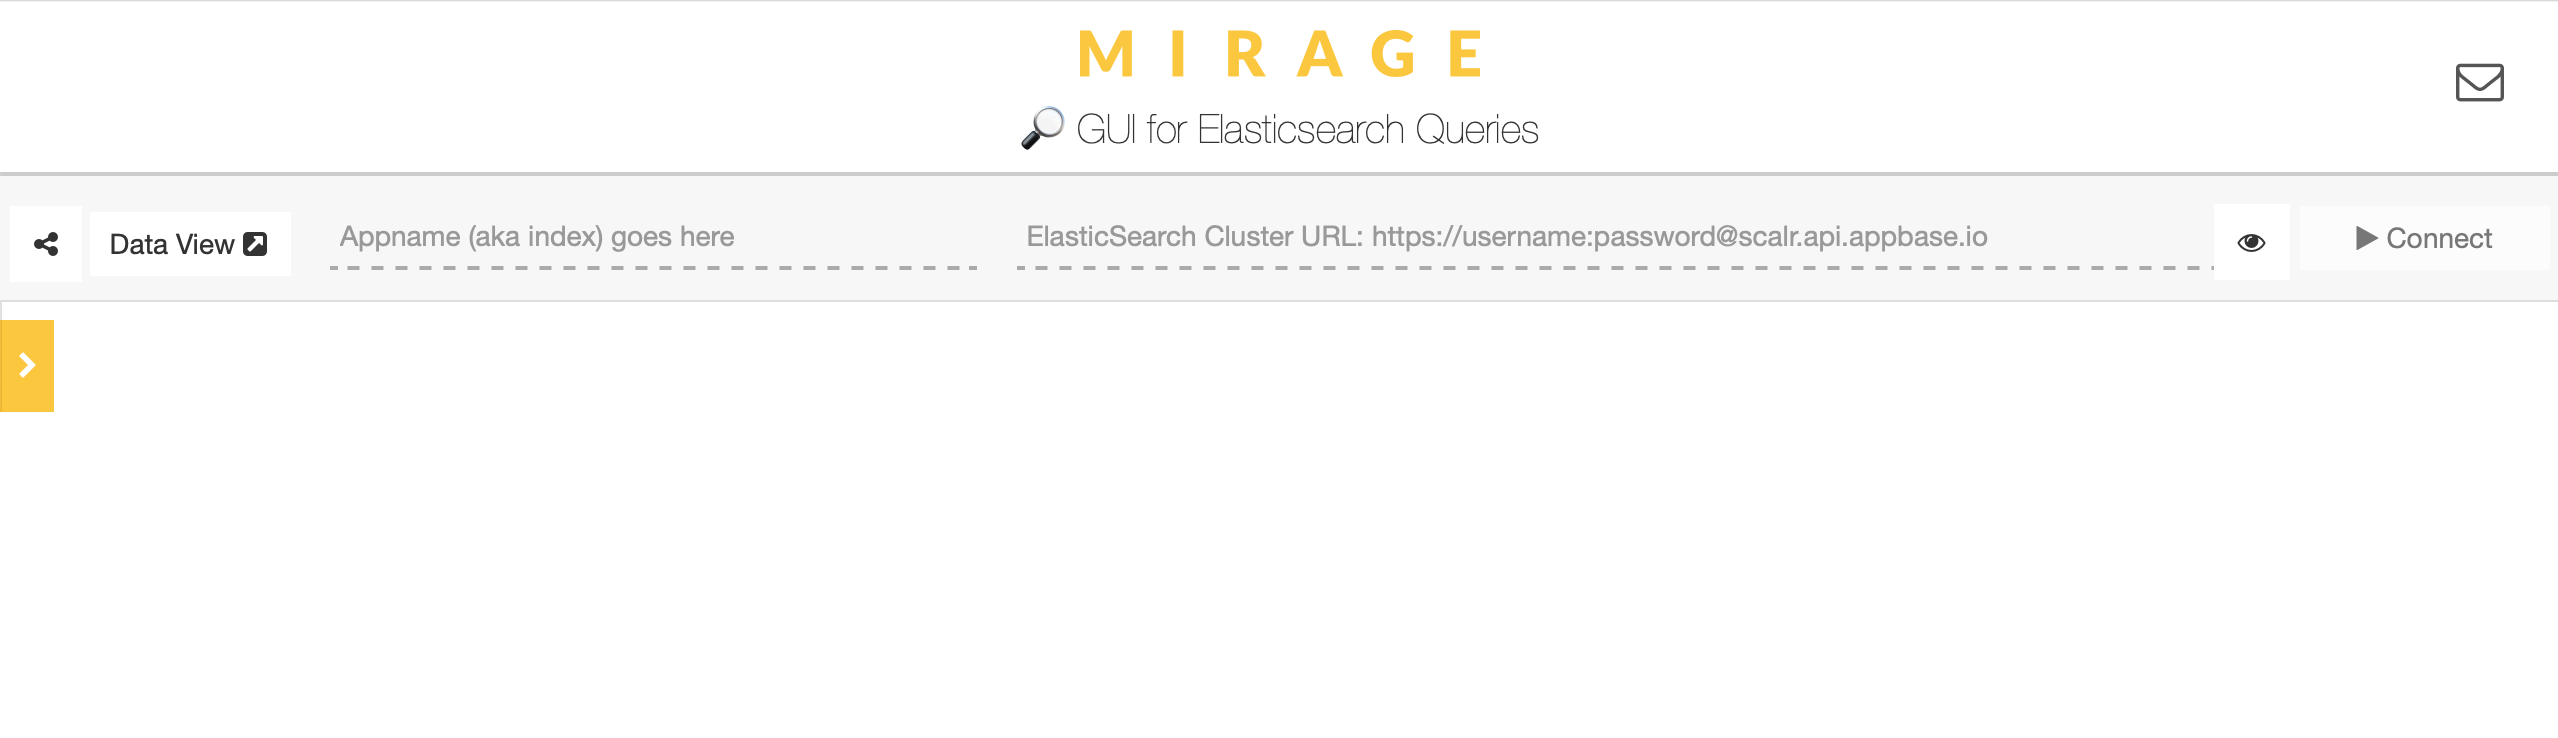 MIRAGE
GUI for Elasticsearch Queries
Data View
Appname (aka index) goes here
ElasticSearch Cluster URL: https://username:password@scalr.api.appbase.io
Connect